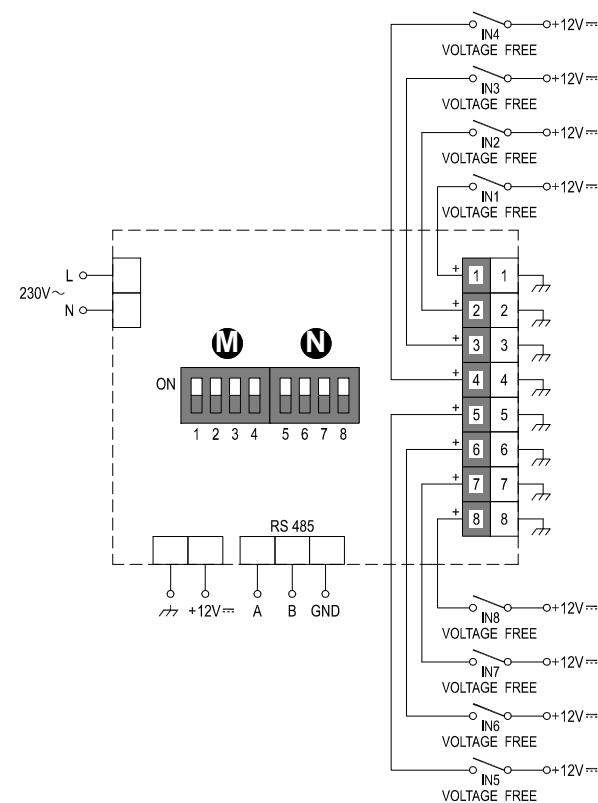 IN4 +12V⎓
VOLTAGE FREE
IN3 +12V⎓
VOLTAGE FREE
IN2 +12V⎓
VOLTAGE FREE
IN1 +12V⎓
VOLTAGE FREE
L
230V~
N
M N
ON
1 2 3 4 5 6 7 8
+ 1 1
+ 2 2
+ 3 3
+ 4 4
+ 5 5
+ 6 6
+ 7 7
+ 8 8
RS 485
+12V⎓ A B GND
IN8 +12V⎓
VOLTAGE FREE
IN7 +12V⎓
VOLTAGE FREE
IN6 +12V⎓
VOLTAGE FREE
IN5 +12V⎓
VOLTAGE FREE